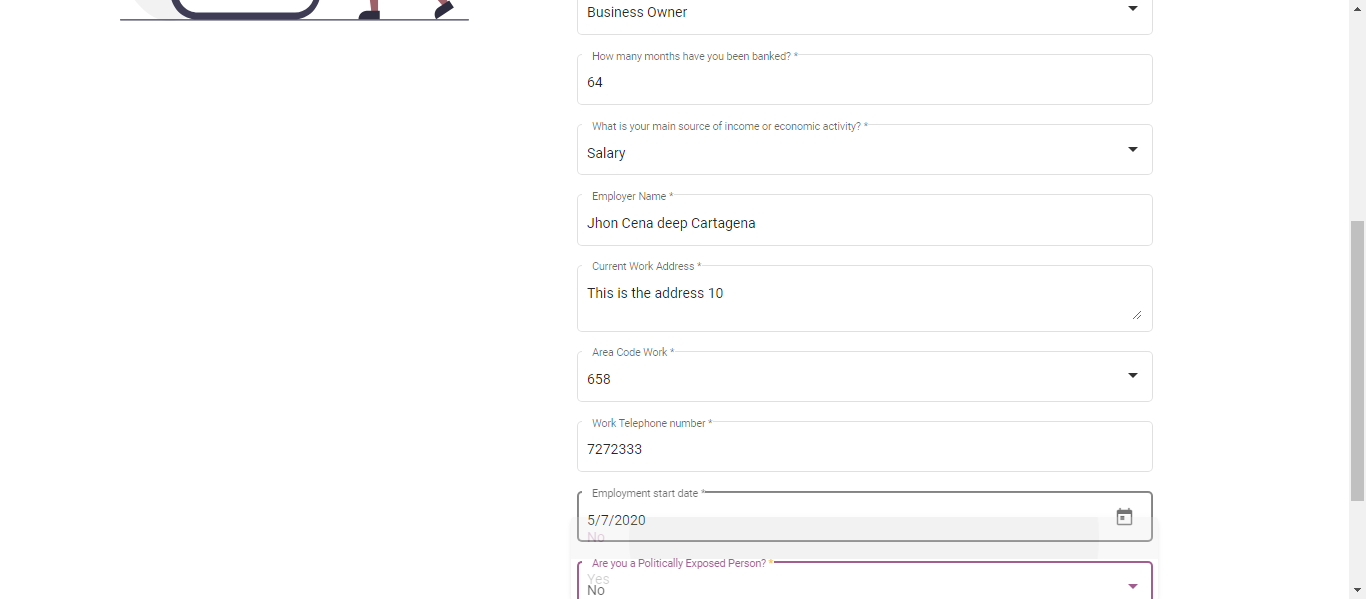 Business Owner
How many months have you been banked? *
64
What is your main source of income or economic activity? *
Salary
Employer Name *
Jhon Cena deep Cartagena
Current Work Address *
This is the address 10
Area Code Work *
658
Work Telephone number *
7272333
Employment start date *
5/7/2020
No
Are you a Politically Exposed Person? *
Yes
No